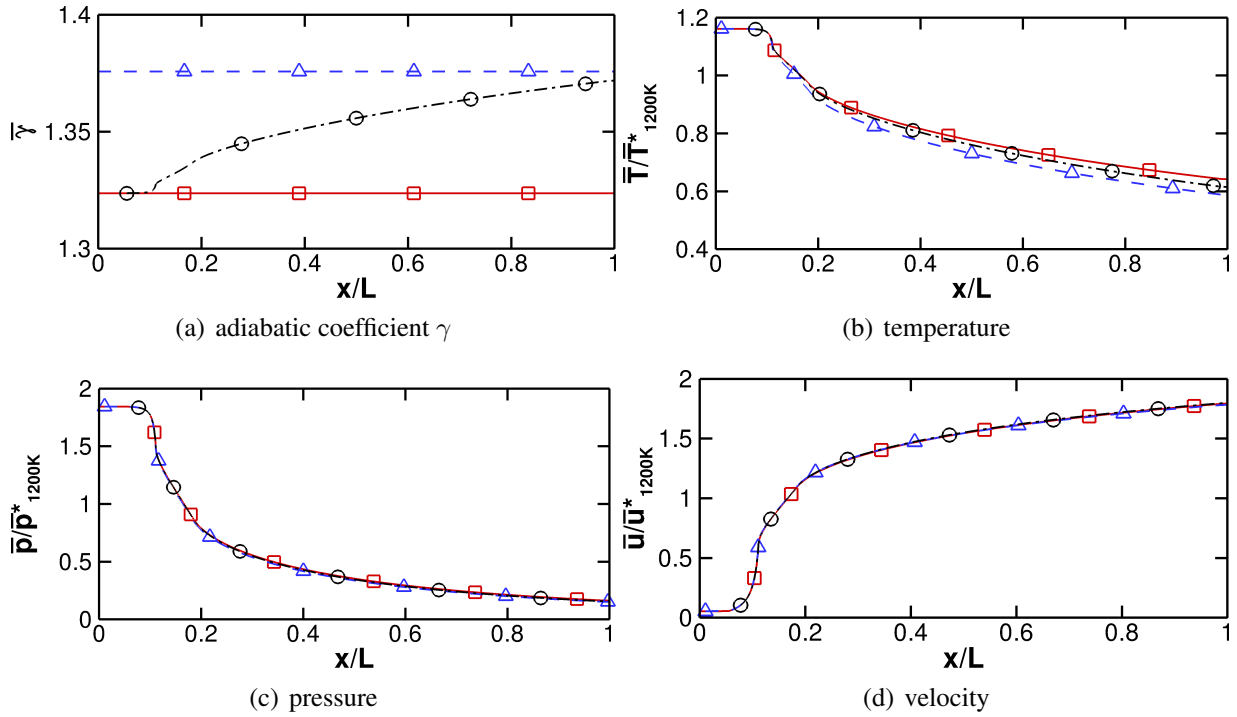 1.4
1.35
1.3
γ̅
0 0.2 0.4 0.6 0.8 1
x/L
(a) adiabatic coefficient γ
1.2
1
0.8
0.6
0.4
T̅/T̅*1200K
0 0.2 0.4 0.6 0.8 1
x/L
(b) temperature
2
1.5
1
0.5
0
p̅/p̅*1200K
0 0.2 0.4 0.6 0.8 1
x/L
(c) pressure
2
1.5
1
0.5
0
u̅/u̅*1200K
0 0.2 0.4 0.6 0.8 1
x/L
(d) velocity